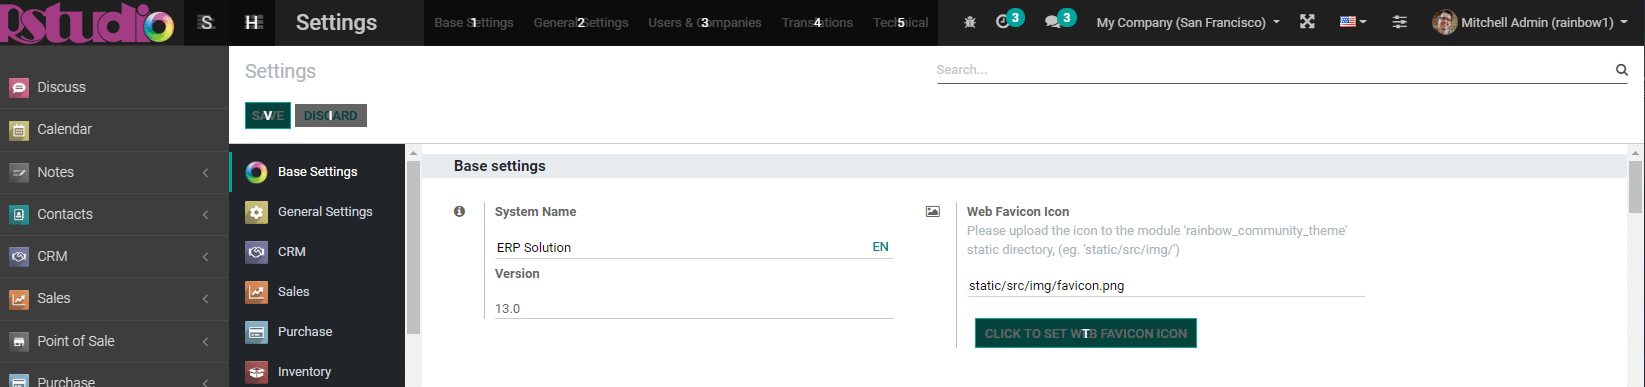 RStudio S H Settings Base Settings 1 General Settings 2 Users & Companies 3 Translations 4 Technical 5 3 3 My Company (San Francisco) Mitchell Admin (rainbow1)
Settings
Search...
SAVE V DISCARD I
Discuss
Calendar
Notes
Contacts
CRM
Sales
Point of Sale
Purchase
Base Settings
General Settings
CRM
Sales
Purchase
Inventory
Base settings
System Name
ERP Solution EN
Version
13.0
Web Favicon Icon
Please upload the icon to the module 'rainbow_community_theme'
static directory, (eg. 'static/src/img/')
static/src/img/favicon.png
CLICK TO SET WEB FAVICON ICON T